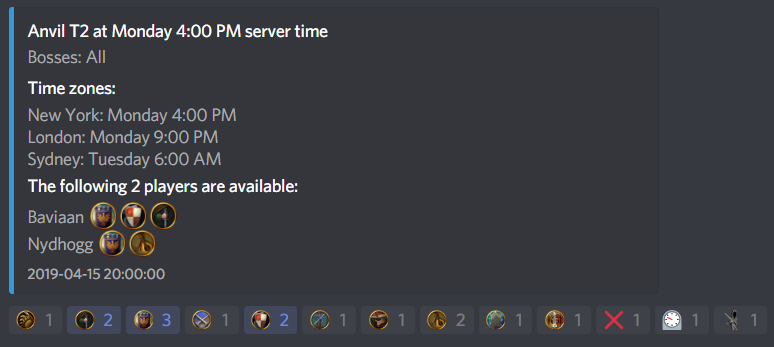 Anvil T2 at Monday 4:00 PM server time
Bosses: All
Time zones:
New York: Monday 4:00 PM
London: Monday 9:00 PM
Sydney: Tuesday 6:00 AM
The following 2 players are available:
Baviaan
Nydhogg
2019-04-15 20:00:00
1 2 3 1 2 1 1 2 1 1 1 1 1